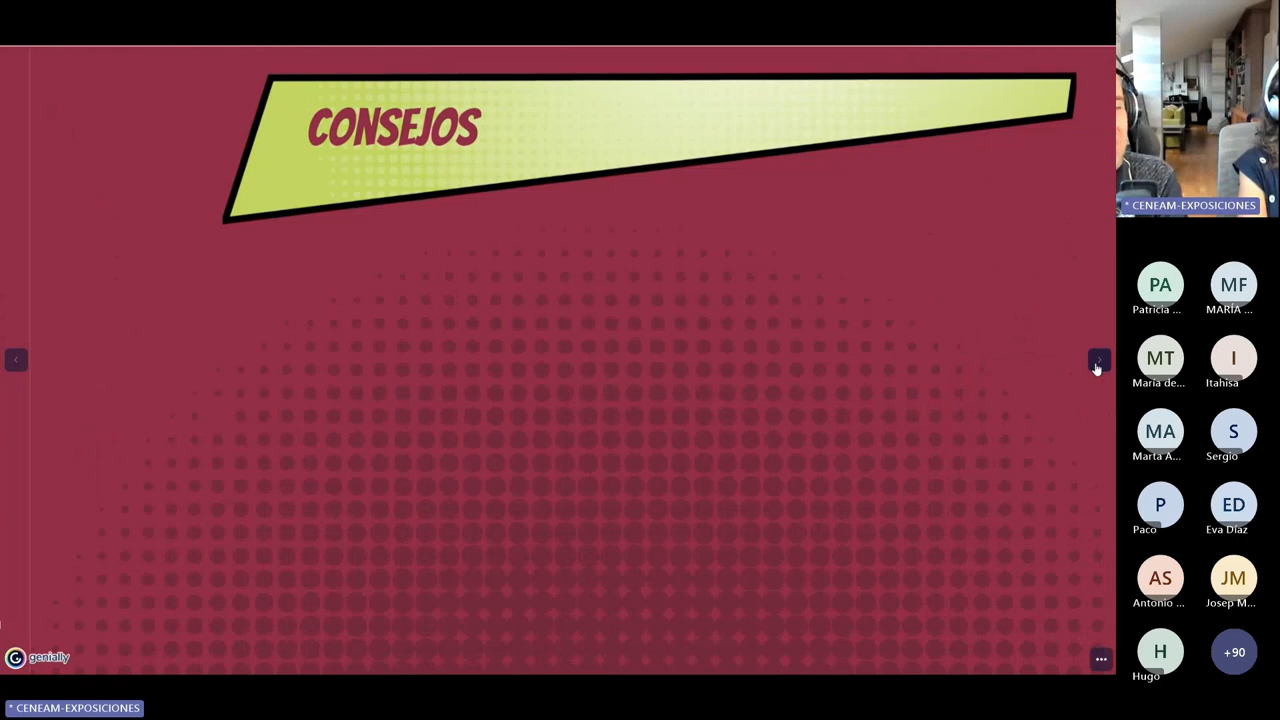 CONSEJOS
* CENEAM-EXPOSICIONES
PA
Patricia ...
MF
MARÍA ...
MT
María de...
I
Itahisa
MA
Marta A...
S
Sergio
P
Paco
ED
Eva Díaz
AS
Antonio ...
JM
Josep M...
H
Hugo
+90
genially
* CENEAM-EXPOSICIONES